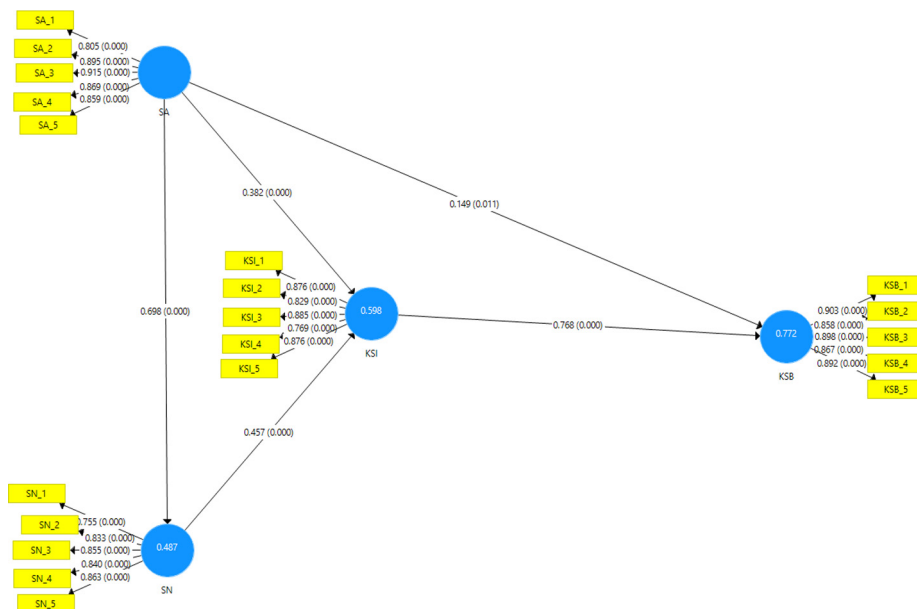 SA_1
0.805 (0.000)
SA_2
0.895 (0.000)
SA_3
0.915 (0.000)
0.869 (0.000)
SA_4
0.859 (0.000)
SA_5
SA
0.382 (0.000)
0.149 (0.011)
KSI_1
0.876 (0.000)
KSI_2
0.829 (0.000)
KSI_3
0.885 (0.000)
0.769 (0.000)
KSI_4
0.876 (0.000)
KSI_5
0.598
KSI
0.698 (0.000)
0.768 (0.000)
KSB_1
0.903 (0.000)
KSB_2
0.858 (0.000)
KSB_3
0.898 (0.000)
0.867 (0.000)
KSB_4
0.892 (0.000)
KSB_5
0.772
KSB
0.457 (0.000)
SN_1
0.755 (0.000)
SN_2
0.833 (0.000)
SN_3
0.855 (0.000)
0.840 (0.000)
SN_4
0.863 (0.000)
SN_5
0.487
SN